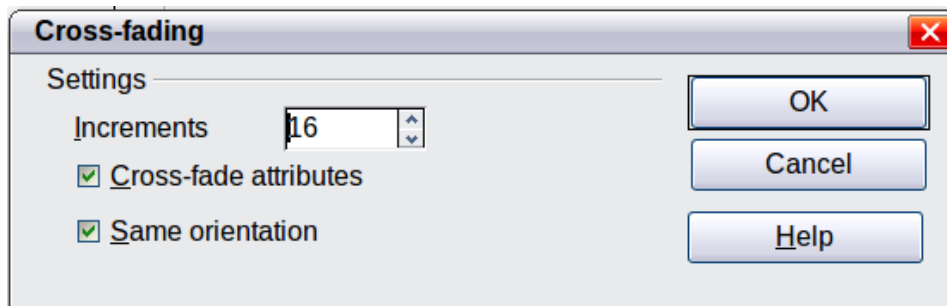 Cross-fading
Settings
Increments 16
Cross-fade attributes
Same orientation
OK
Cancel
Help